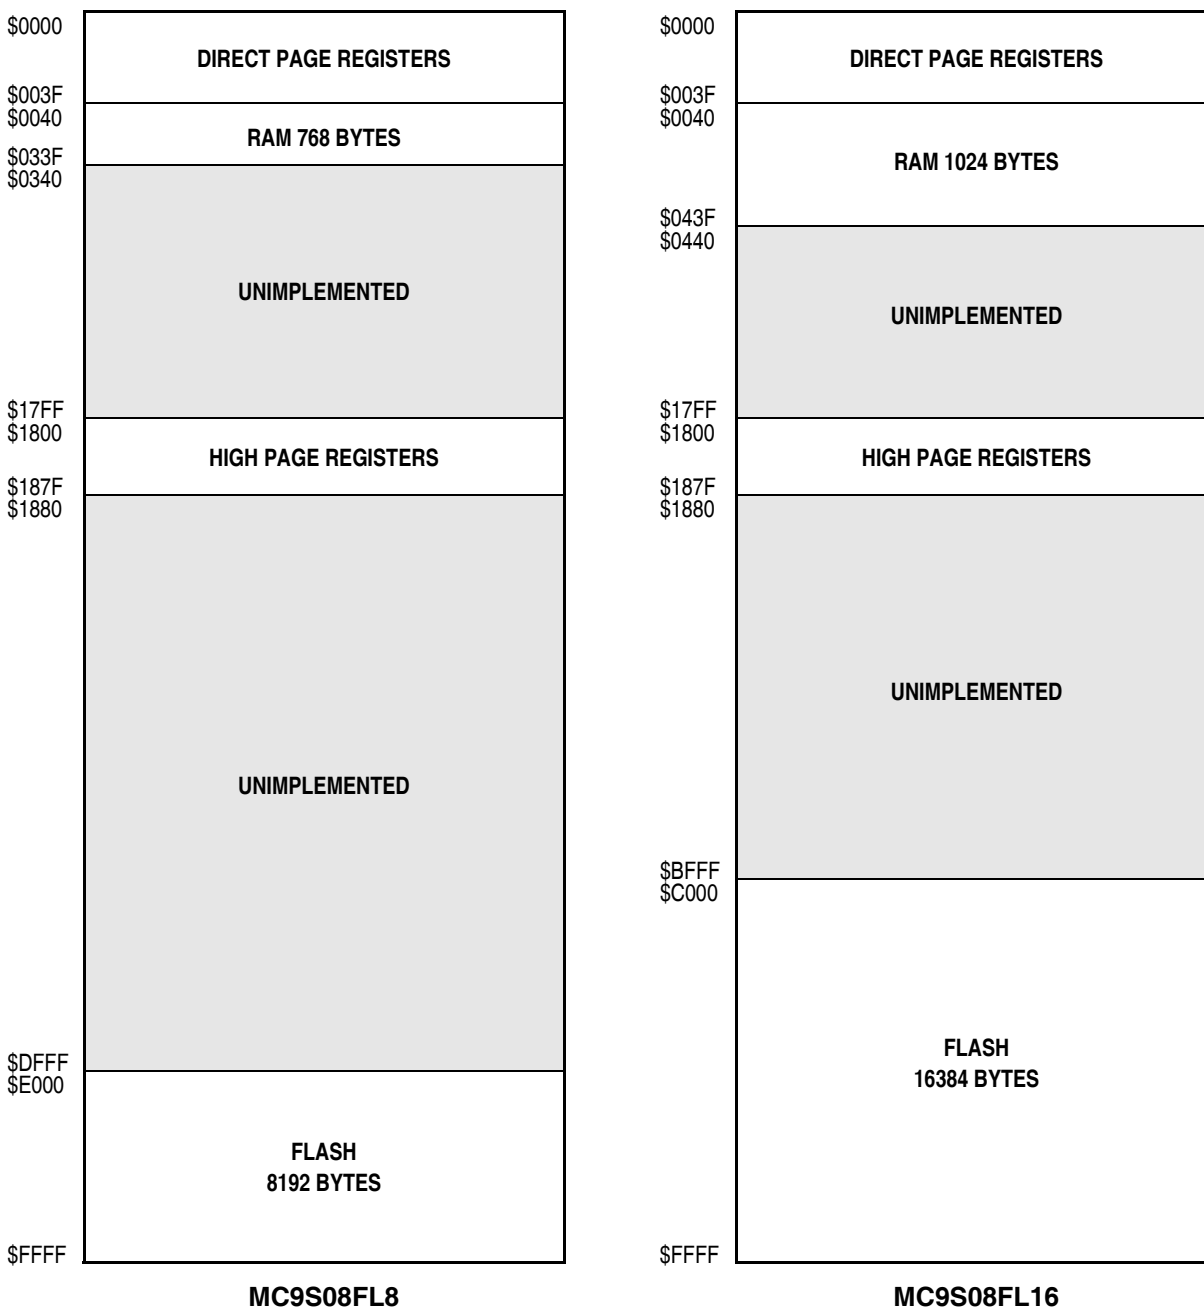 $0000
DIRECT PAGE REGISTERS
$003F
$0040
RAM 768 BYTES
$033F
$0340
UNIMPLEMENTED
$17FF
$1800
HIGH PAGE REGISTERS
$187F
$1880
UNIMPLEMENTED
$DFFF
$E000
FLASH
8192 BYTES
$FFFF
MC9S08FL8
$0000
DIRECT PAGE REGISTERS
$003F
$0040
RAM 1024 BYTES
$043F
$0440
UNIMPLEMENTED
$17FF
$1800
HIGH PAGE REGISTERS
$187F
$1880
UNIMPLEMENTED
$BFFF
$C000
FLASH
16384 BYTES
$FFFF
MC9S08FL16